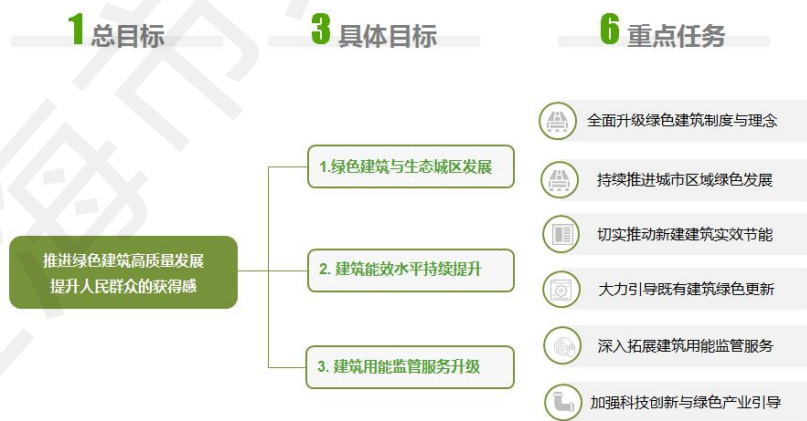 1总目标
3 具体目标
6 重点任务
推进绿色建筑高质量发展
提升人民群众的获得感
1.绿色建筑与生态城区发展
2. 建筑能效水平持续提升
3. 建筑用能监管服务升级
全面升级绿色建筑制度与理念
持续推进城市区域绿色发展
切实推动新建建筑实效节能
大力引导既有建筑绿色更新
深入拓展建筑用能监管服务
加强科技创新与绿色产业引导
海市